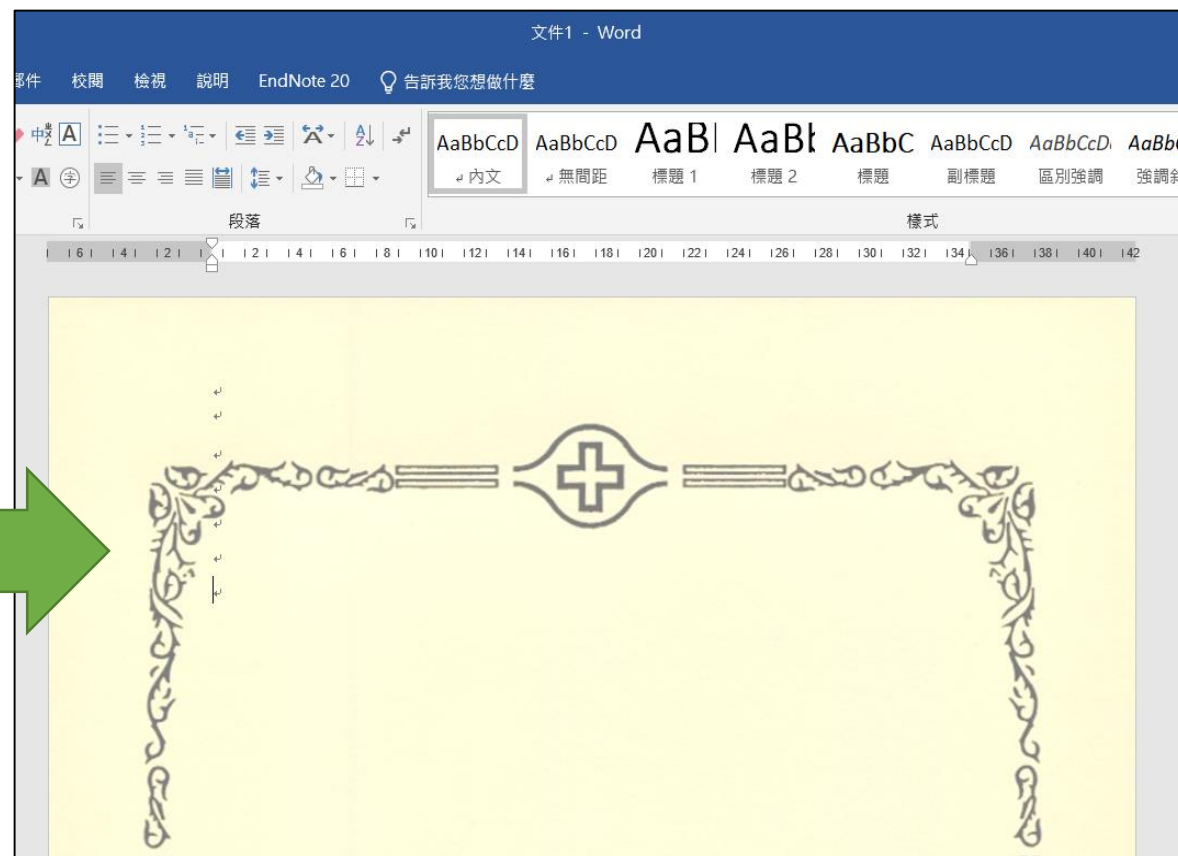 文件1 - Word
郵件 校閱 檢視 說明 EndNote 20 告訴我您想做什麼
AaBbCcD AaBbCcD AaBl AaBb AaBbC AaBbCcD AaBbCcD AaBb
↵內文 ↵無間距 標題 1 標題 2 標題 副標題 區別強調 強調斜
段落 樣式
6 4 2 2 4 6 8 10 12 14 16 18 20 22 24 26 28 30 32 34 36 38 40 42